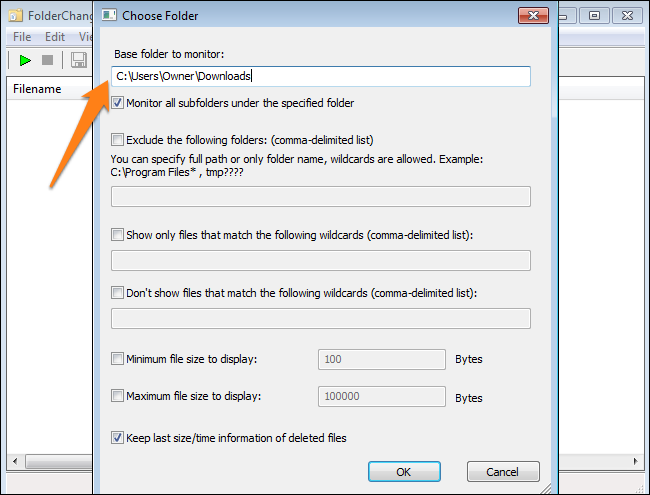 FolderChang
Choose Folder
File Edit Vie
Filename
Base folder to monitor:
C:\Users\Owner\Downloads
Monitor all subfolders under the specified folder
Exclude the following folders: (comma-delimited list)
You can specify full path or only folder name, wildcards are allowed. Example:
C:\Program Files* , tmp????
Show only files that match the following wildcards (comma-delimited list):
Don't show files that match the following wildcards (comma-delimited list):
Minimum file size to display: 100 Bytes
Maximum file size to display: 100000 Bytes
Keep last size/time information of deleted files
OK Cancel